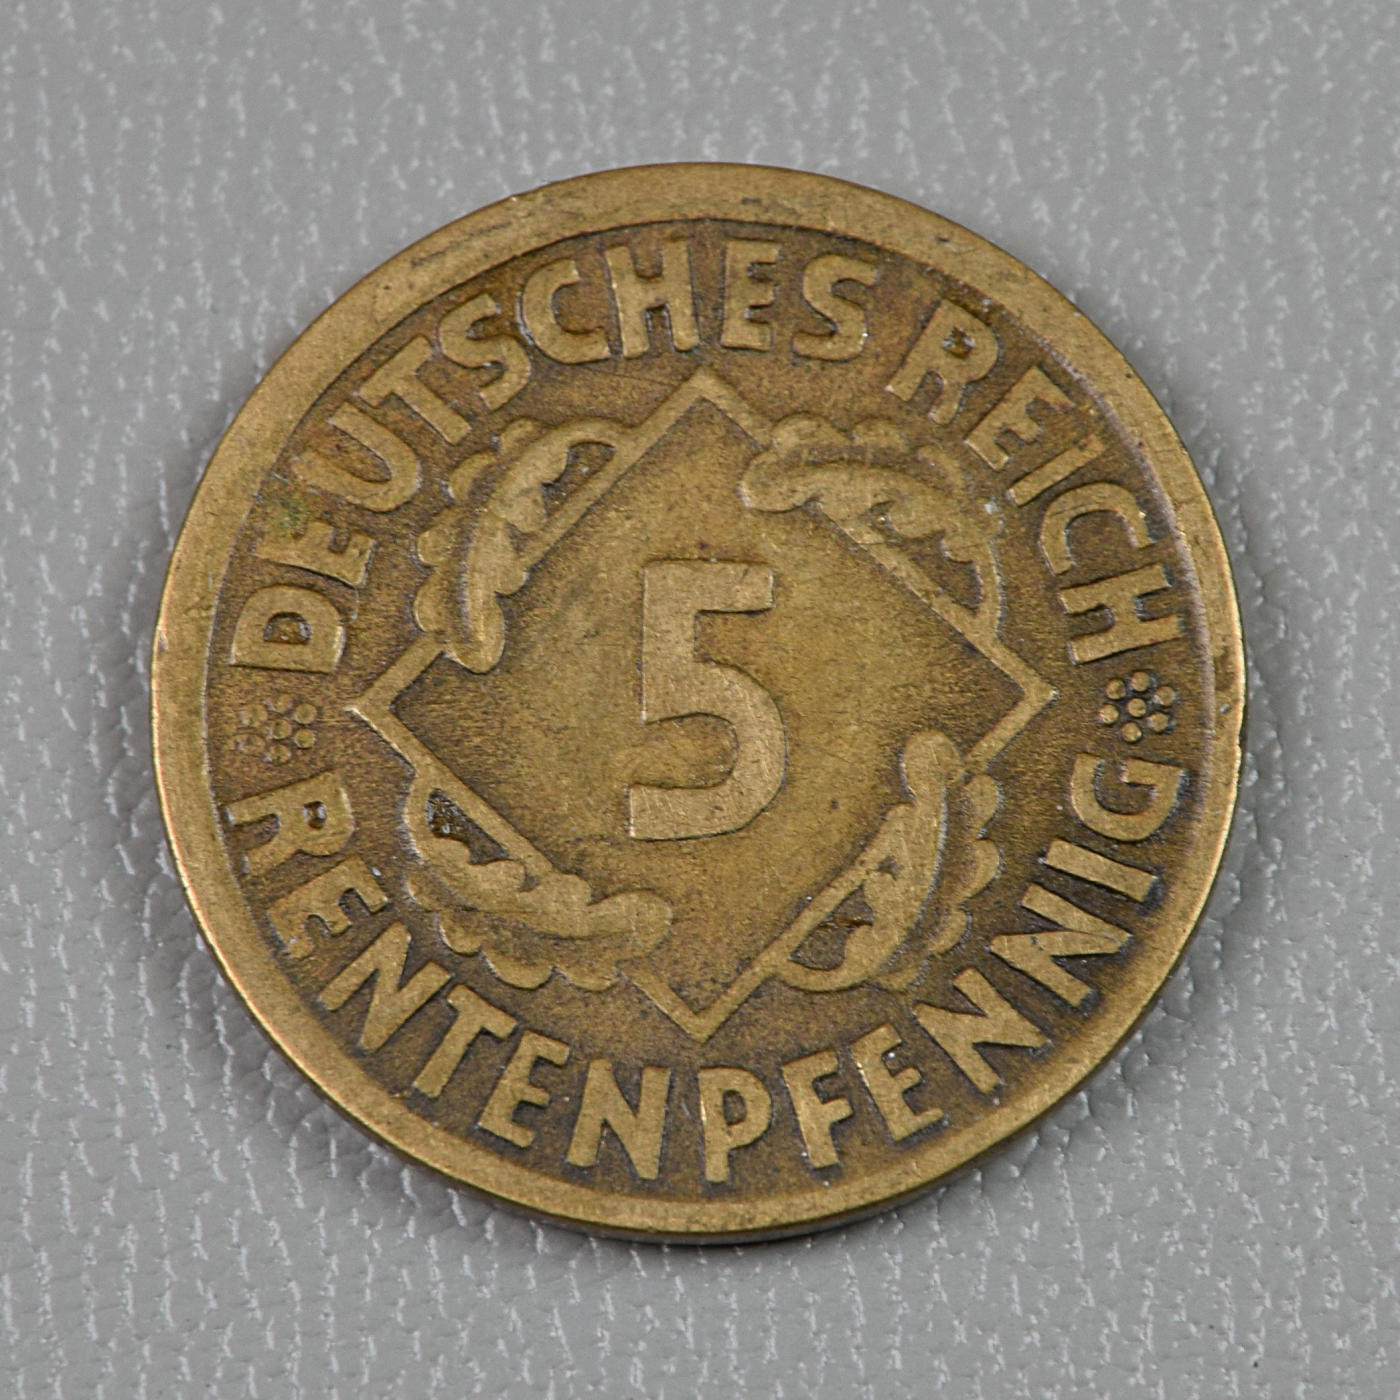 DEUTSCHES REICH
5
RENTENPFENNIG